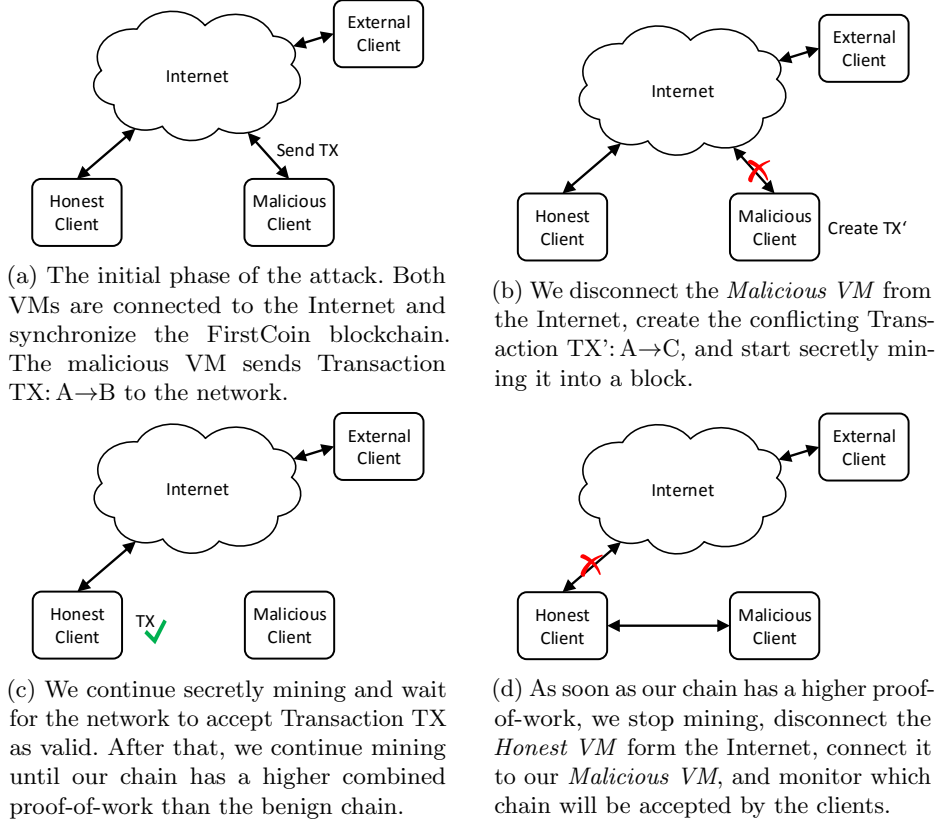 External
Client
Internet
Send TX
Honest
Client
Malicious
Client
(a) The initial phase of the attack. Both
VMs are connected to the Internet and
synchronize the FirstCoin blockchain.
The malicious VM sends Transaction
TX: A→B to the network.
External
Client
Internet
Honest
Client
Malicious
Client
Create TX‘
(b) We disconnect the Malicious VM from
the Internet, create the conflicting Trans-
action TX’: A→C, and start secretly min-
ing it into a block.
External
Client
Internet
Honest
Client
TX
Malicious
Client
(c) We continue secretly mining and wait
for the network to accept Transaction TX
as valid. After that, we continue mining
until our chain has a higher combined
proof-of-work than the benign chain.
External
Client
Internet
Honest
Client
Malicious
Client
(d) As soon as our chain has a higher proof-
of-work, we stop mining, disconnect the
Honest VM form the Internet, connect it
to our Malicious VM, and monitor which
chain will be accepted by the clients.